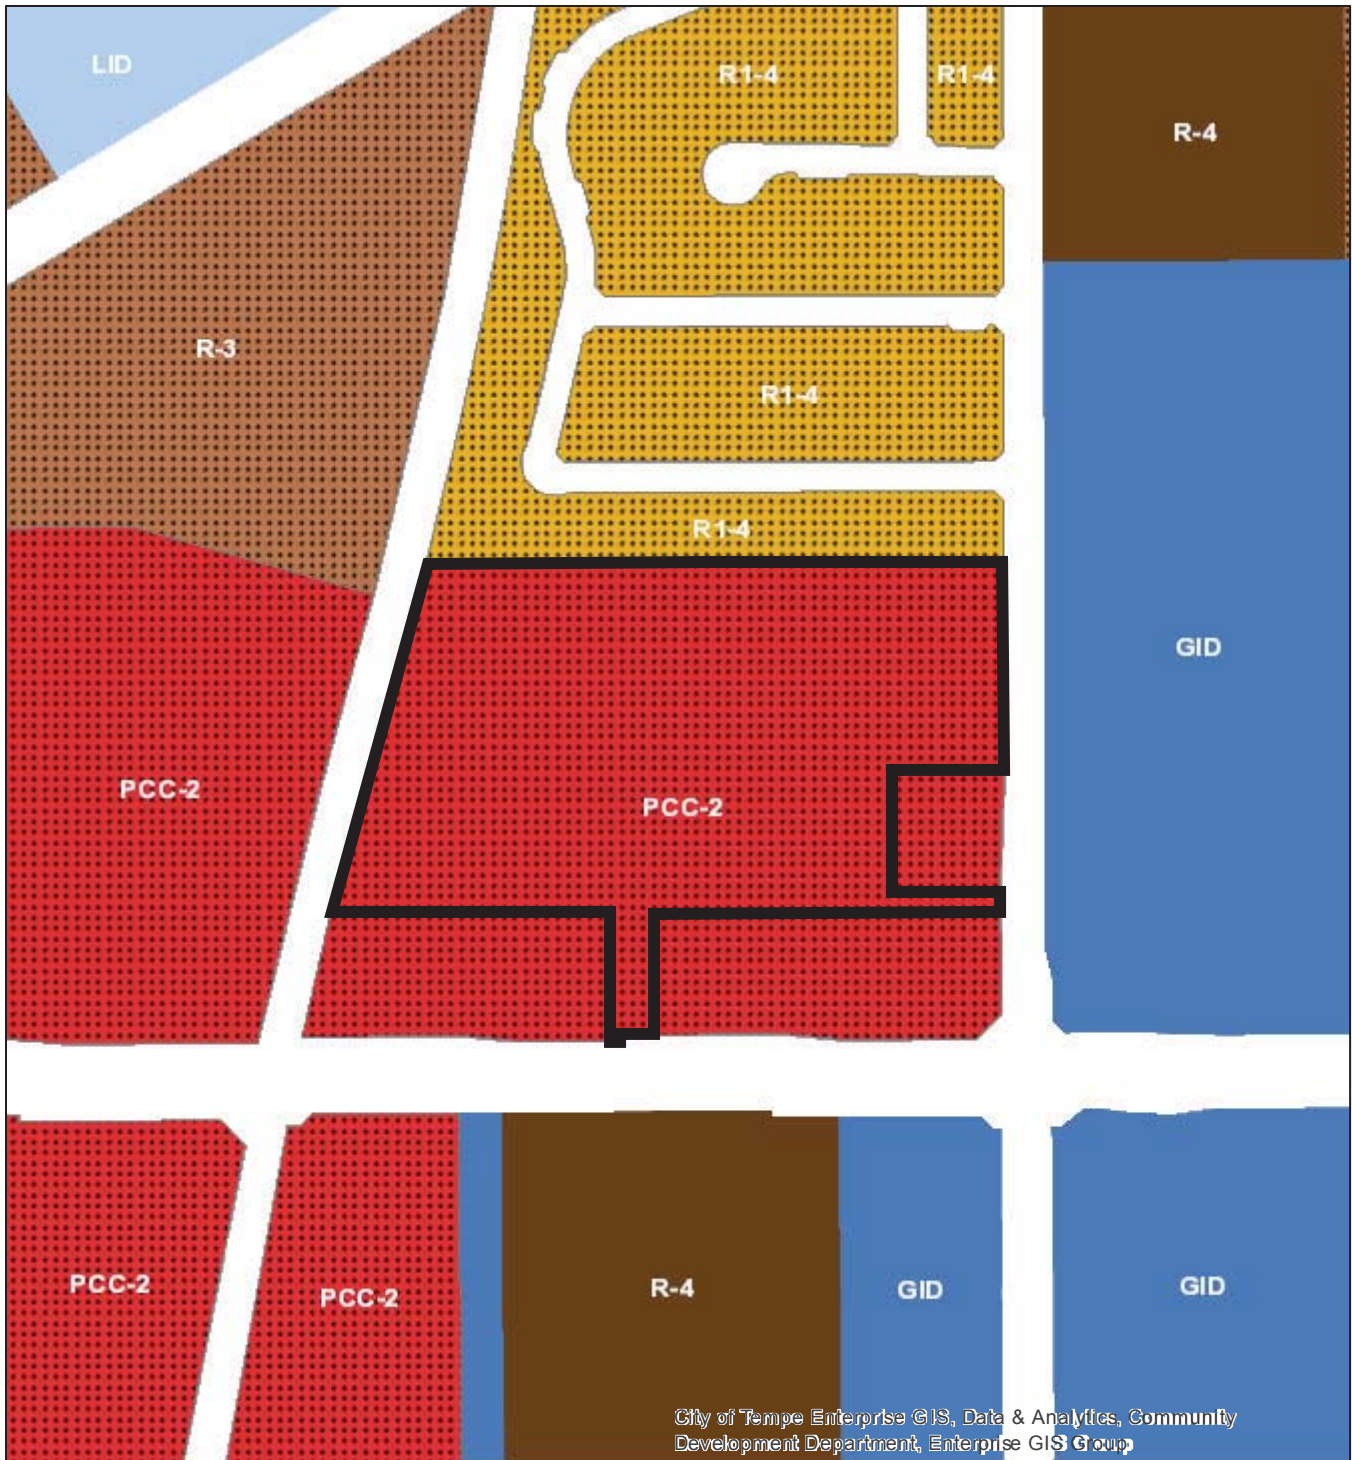 LID
R1-4
R1-4
R-4
R-3
R1-4
R1-4
GID
PCC-2
PCC-2
PCC-2
PCC-2
R-4
GID
GID
City of Tempe Enterprise GIS, Data & Analytics, Community
Development Department, Enterprise GIS Group